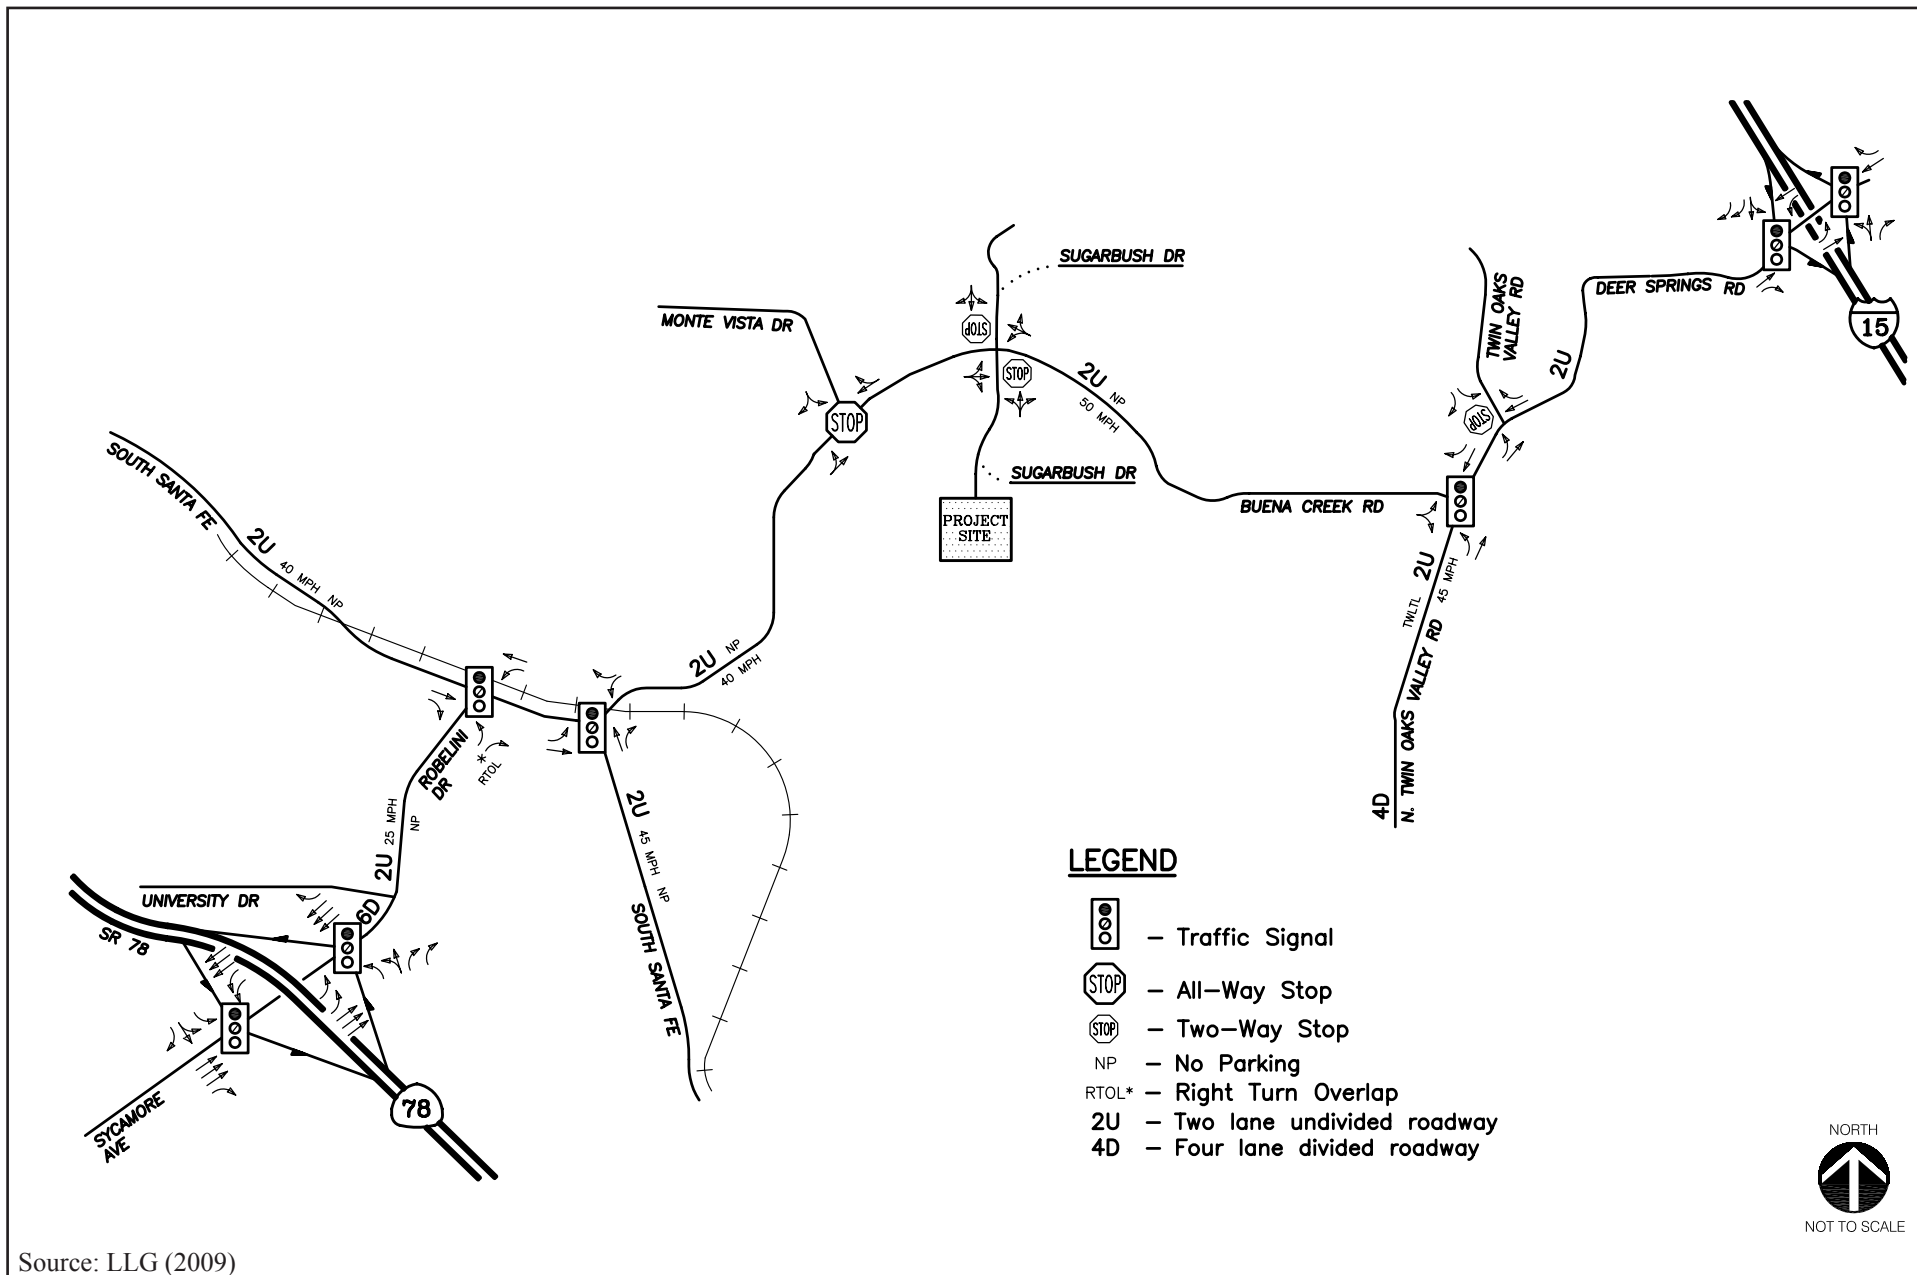 SUGARBUSH DR
MONTE VISTA DR
STOP
STOP
STOP
2U
NP
50 MPH
SUGARBUSH DR
PROJECT
SITE
TWIN OAKS
VALLEY RD
2U
DEER SPRINGS RD
15
STOP
BUENA CREEK RD
TWLTL
2U
45 MPH
4D
N. TWIN OAKS VALLEY RD
SOUTH SANTA FE
2U
40 MPH NP
2U
NP
40 MPH
ROBELINI
DR
*
RTOL
2U
25 MPH
NP
2U
45 MPH NP
SOUTH SANTA FE
UNIVERSITY DR
6D
SR 78
78
SYCAMORE
AVE
LEGEND
– Traffic Signal
STOP – All-Way Stop
STOP – Two-Way Stop
NP – No Parking
RTOL* – Right Turn Overlap
2U – Two lane undivided roadway
4D – Four lane divided roadway
NORTH
NOT TO SCALE
Source: LLG (2009)